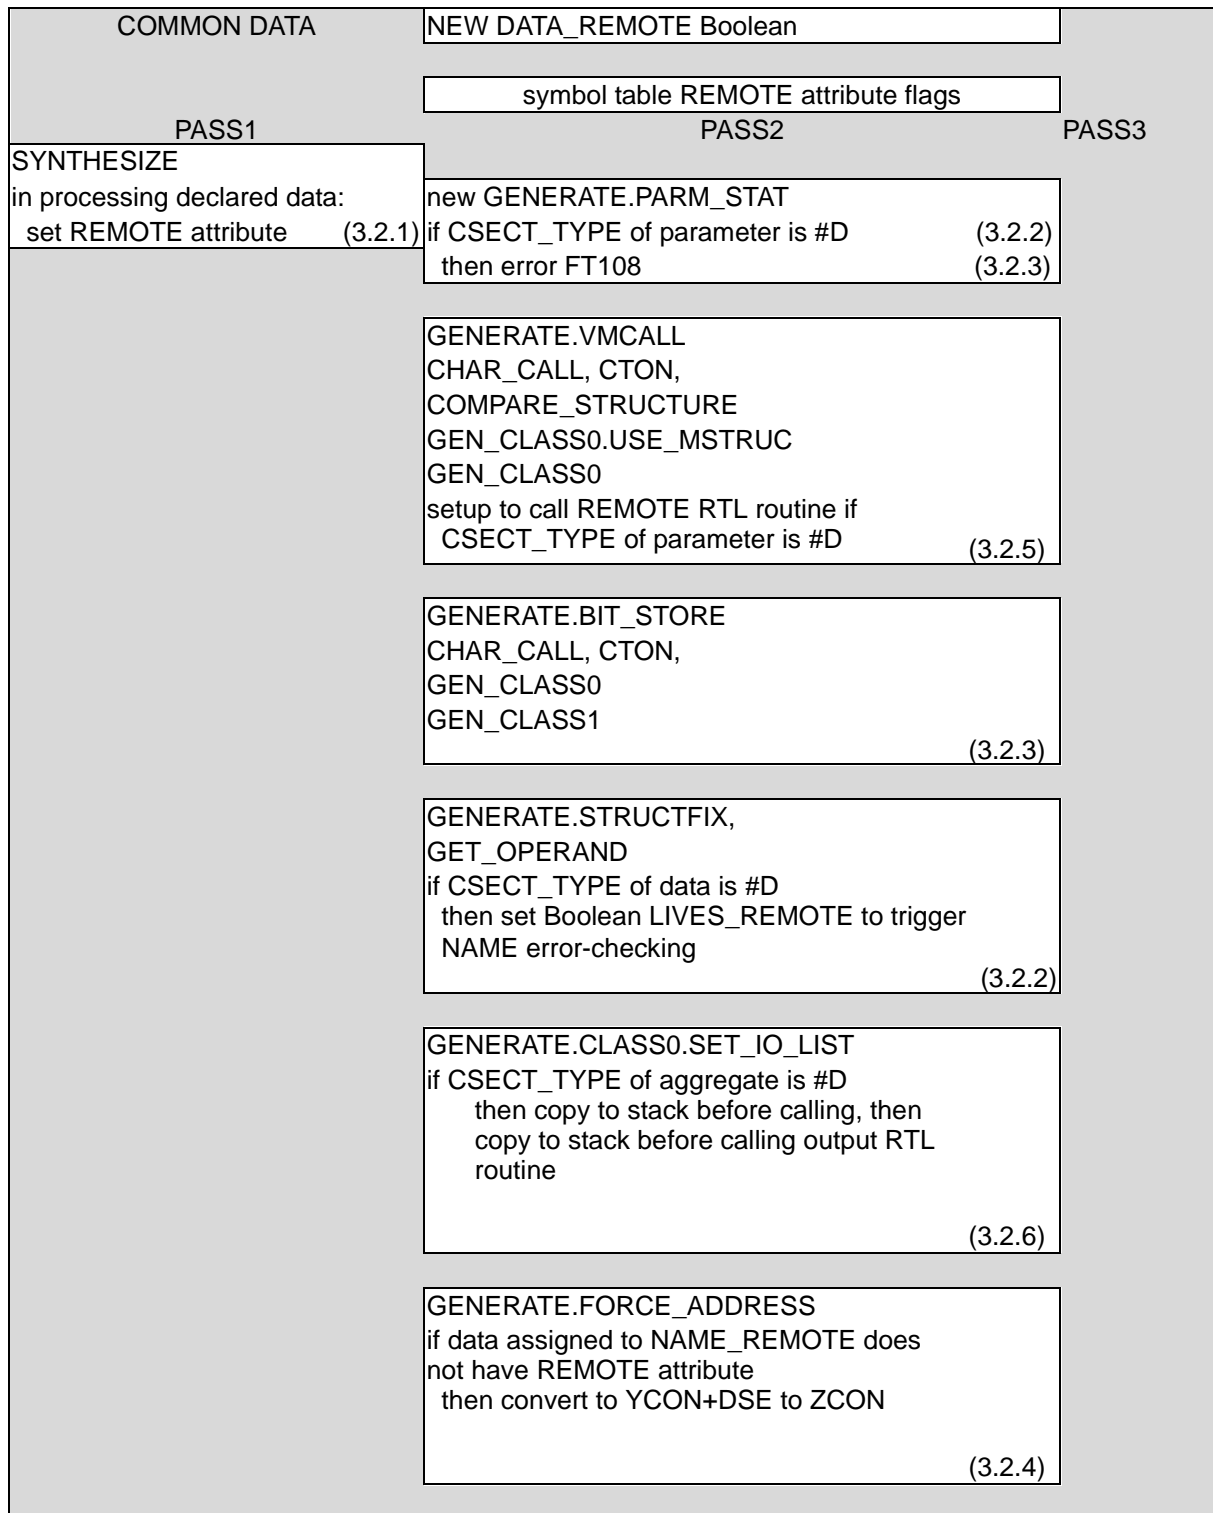 COMMON DATA
NEW DATA_REMOTE Boolean
symbol table REMOTE attribute flags
PASS1
PASS2
PASS3
SYNTHESIZE
in processing declared data:
set REMOTE attribute (3.2.1)
new GENERATE.PARM_STAT
if CSECT_TYPE of parameter is #D (3.2.2)
then error FT108 (3.2.3)
GENERATE.VMCALL
CHAR_CALL, CTON,
COMPARE_STRUCTURE
GEN_CLASS0.USE_MSTRUC
GEN_CLASS0
setup to call REMOTE RTL routine if
CSECT_TYPE of parameter is #D
(3.2.5)
GENERATE.BIT_STORE
CHAR_CALL, CTON,
GEN_CLASS0
GEN_CLASS1
(3.2.3)
GENERATE.STRUCTFIX,
GET_OPERAND
if CSECT_TYPE of data is #D
then set Boolean LIVES_REMOTE to trigger
NAME error-checking
(3.2.2)
GENERATE.CLASS0.SET_IO_LIST
if CSECT_TYPE of aggregate is #D
then copy to stack before calling, then
copy to stack before calling output RTL
routine
(3.2.6)
GENERATE.FORCE_ADDRESS
if data assigned to NAME_REMOTE does
not have REMOTE attribute
then convert to YCON+DSE to ZCON
(3.2.4)